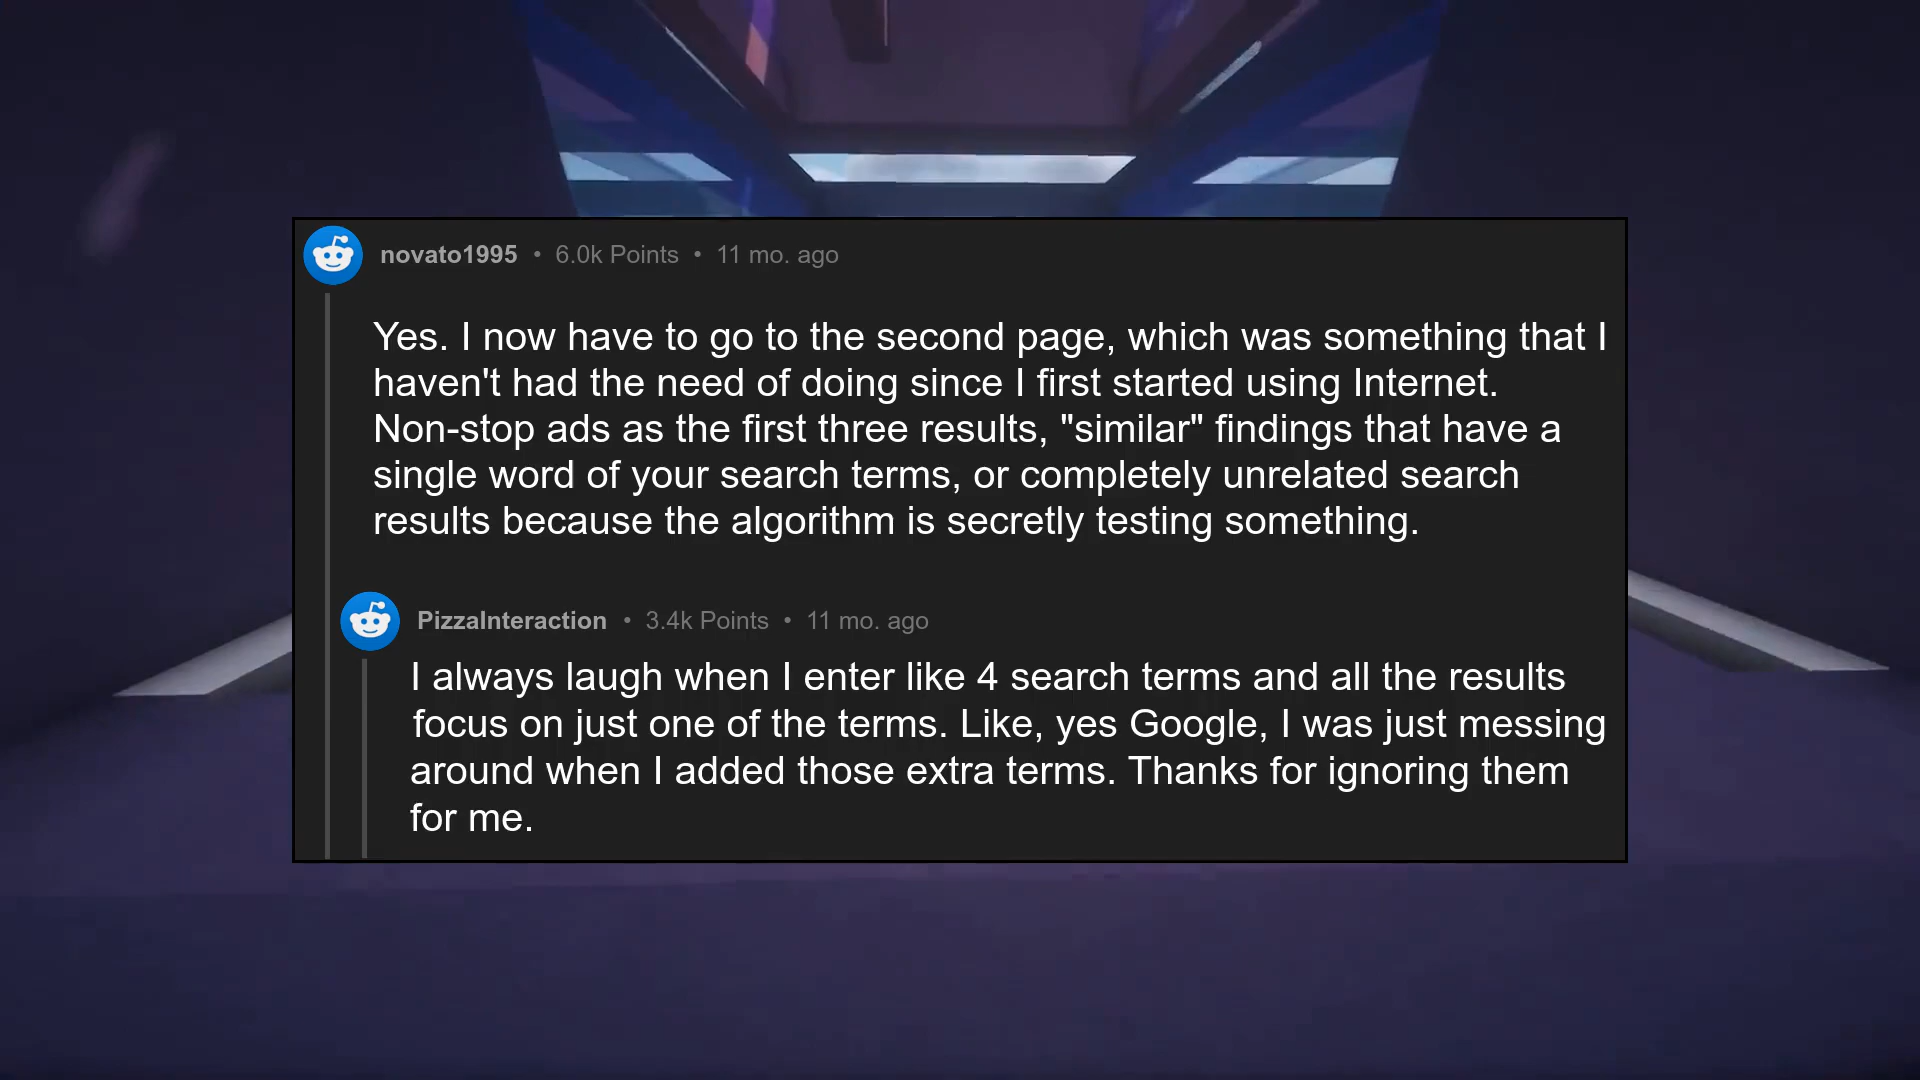 novato1995 • 6.0k Points • 11 mo. ago
Yes. I now have to go to the second page, which was something that I
haven't had the need of doing since I first started using Internet.
Non-stop ads as the first three results, "similar" findings that have a
single word of your search terms, or completely unrelated search
results because the algorithm is secretly testing something.
PizzaInteraction • 3.4k Points • 11 mo. ago
I always laugh when I enter like 4 search terms and all the results
focus on just one of the terms. Like, yes Google, I was just messing
around when I added those extra terms. Thanks for ignoring them
for me.